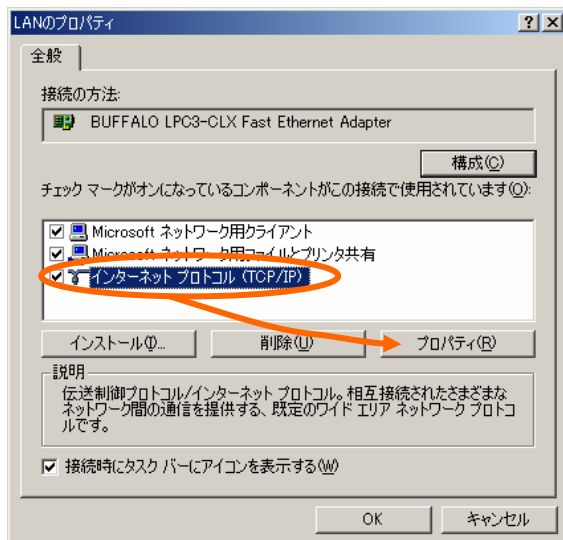 LANのプロパティ
全般
接続の方法:
BUFFALO LPC3-CLX Fast Ethernet Adapter
構成(C)
チェック マークがオンになっているコンポーネントがこの接続で使用されています(O):
Microsoft ネットワーク用クライアント
Microsoft ネットワーク用ファイルとプリンタ共有
インターネット プロトコル (TCP/IP)
インストール(I)... 削除(U) プロパティ(R)
説明
伝送制御プロトコル/インターネット プロトコル。相互接続されたさまざまな
ネットワーク間の通信を提供する、既定のワイド エリア ネットワーク プロトコ
ルです。
接続時にタスク バーにアイコンを表示する(W)
OK キャンセル